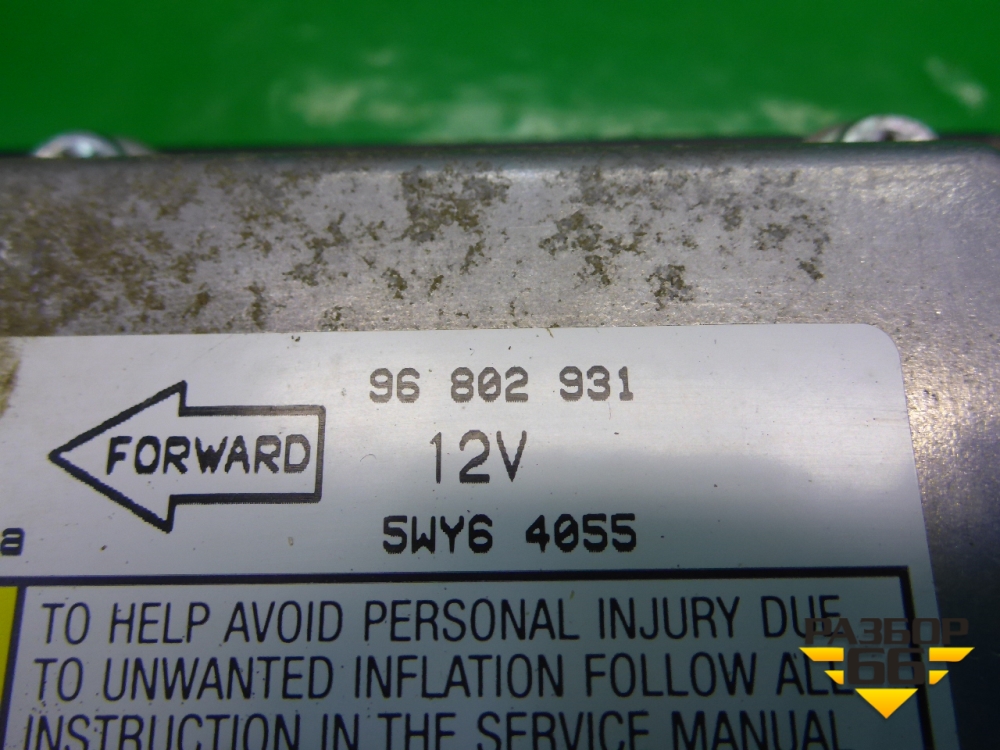 96 802 931
FORWARD
12V
a
5WY6 4055
TO HELP AVOID PERSONAL INJURY DUE
TO UNWANTED INFLATION FOLLOW ALL
INSTRUCTION IN THE SERVICE MANUAL
РАЗБОР
66